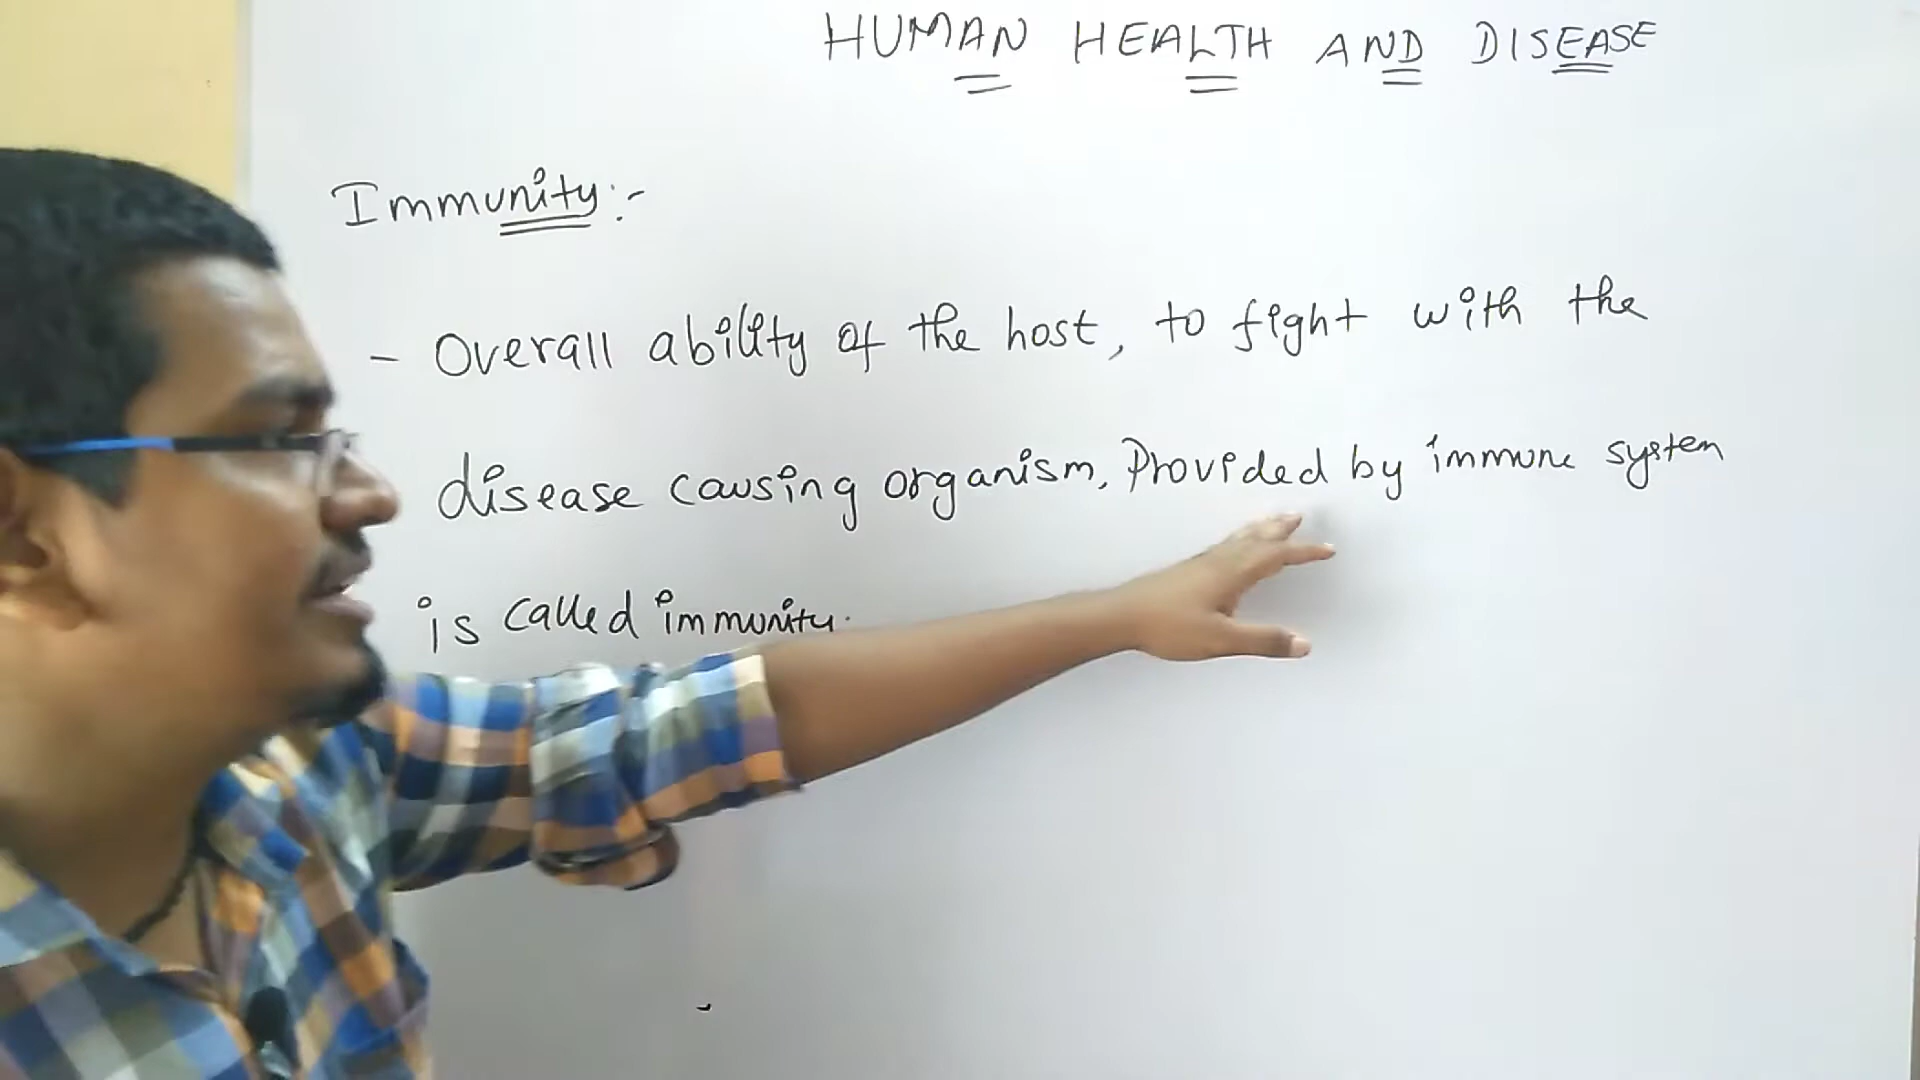 HUMAN HEALTH AND DISEASE
Immunity:-
- Overall ability of the host, to fight with the
disease causing organism, Provided by immune system
is called immunity.